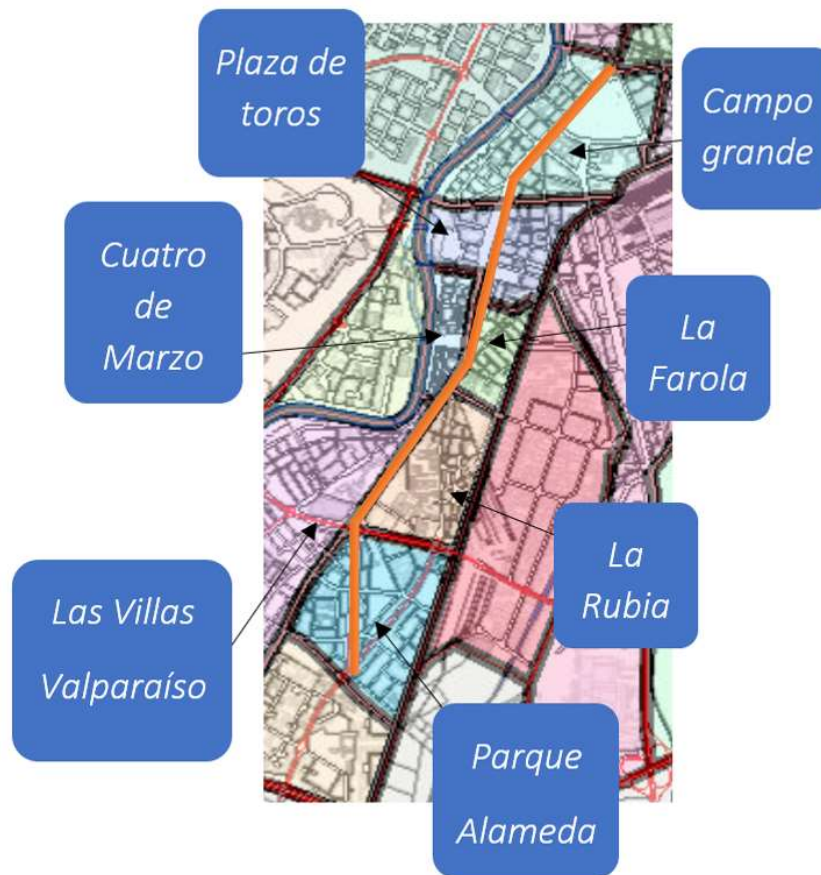 Plaza de
toros
Campo
grande
Cuatro
de
Marzo
La
Farola
La
Rubia
Las Villas
Valparaíso
Parque
Alameda